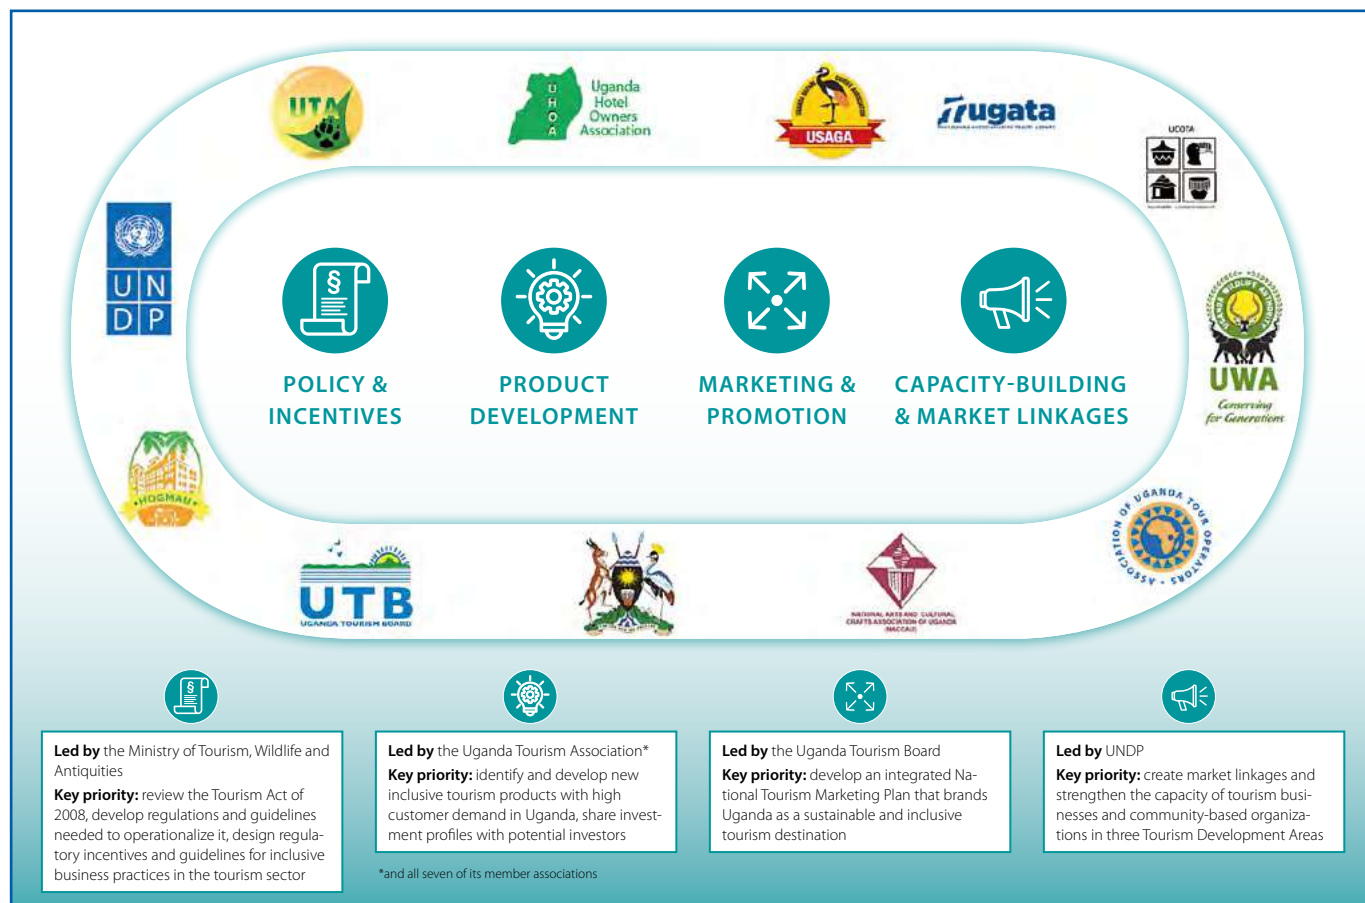 UTA
UHOA
Uganda
Hotel
Owners
Association
USAGA
Tugata
UCOTA
UN
DP
§
POLICY &
INCENTIVES
PRODUCT
DEVELOPMENT
MARKETING &
PROMOTION
CAPACITY-BUILDING
& MARKET LINKAGES
UGANDA WILDLIFE AUTHORITY
UWA
Conserving
for Generations
HOGMAU
ASSOCIATION OF UGANDA TOUR OPERATORS
UTB
UGANDA TOURISM BOARD
NATIONAL ARTS AND CULTURAL
CRAFTS ASSOCIATION OF UGANDA
(NACCAU)
§
Led by the Ministry of Tourism, Wildlife and
Antiquities
Key priority: review the Tourism Act of
2008, develop regulations and guidelines
needed to operationalize it, design regula-
tory incentives and guidelines for inclusive
business practices in the tourism sector
Led by the Uganda Tourism Association*
Key priority: identify and develop new
inclusive tourism products with high
customer demand in Uganda, share invest-
ment profiles with potential investors
*and all seven of its member associations
Led by the Uganda Tourism Board
Key priority: develop an integrated Na-
tional Tourism Marketing Plan that brands
Uganda as a sustainable and inclusive
tourism destination
Led by UNDP
Key priority: create market linkages and
strengthen the capacity of tourism busi-
nesses and community-based organiza-
tions in three Tourism Development Areas